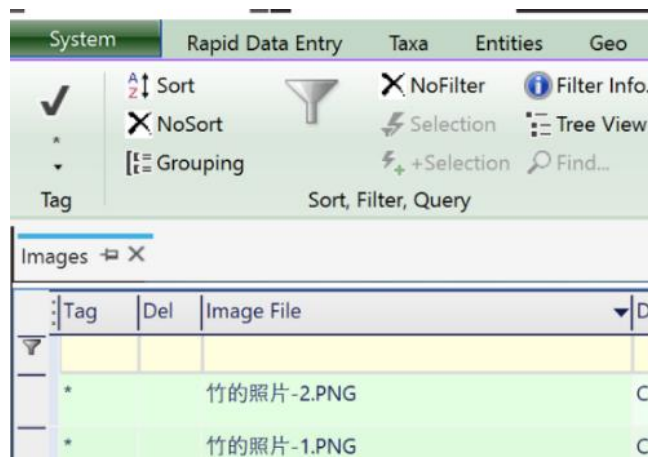 System Rapid Data Entry Taxa Entities Geo
Sort NoFilter Filter Info.
NoSort Selection Tree View
* Grouping +Selection Find...
Tag Sort, Filter, Query
Images
Tag Del Image File
* 竹的照片-2.PNG
* 竹的照片-1.PNG